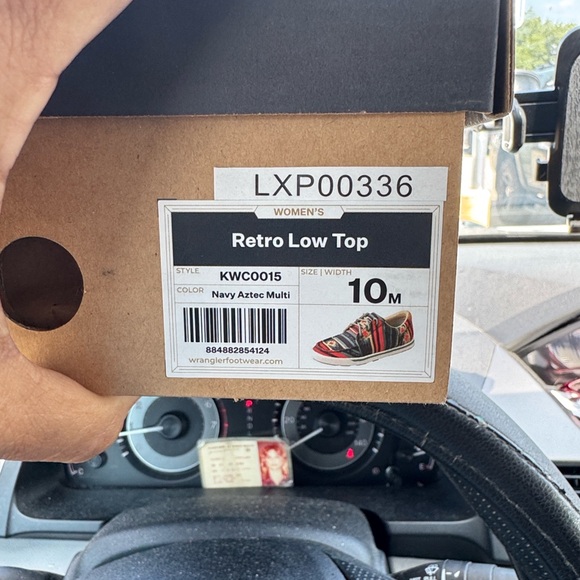 LXP00336
WOMEN'S
Retro Low Top
STYLE KWC0015 SIZE | WIDTH
COLOR Navy Aztec Multi 10M
884882854124
wranglerfootwear.com